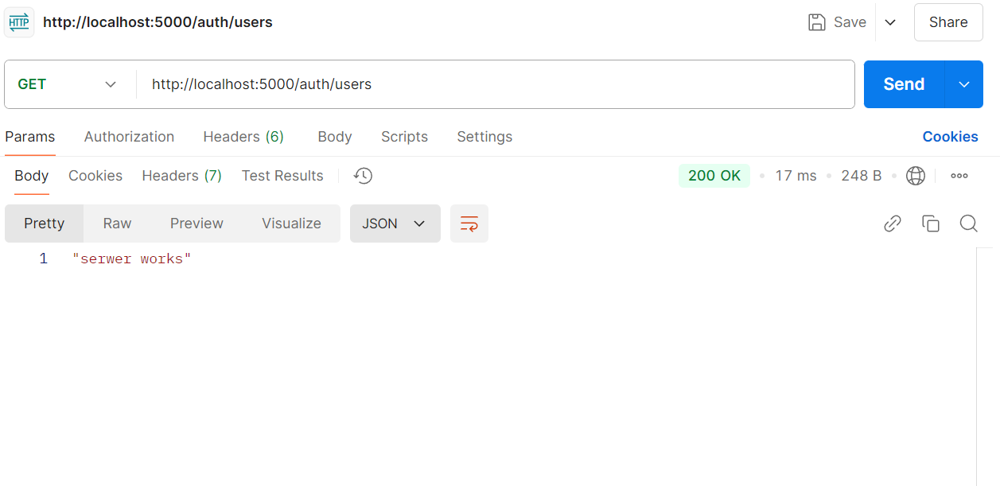 HTTP http://localhost:5000/auth/users Save Share
GET http://localhost:5000/auth/users Send
Params Authorization Headers (6) Body Scripts Settings Cookies
Body Cookies Headers (7) Test Results 200 OK 17 ms 248 B
Pretty Raw Preview Visualize JSON
1 "serwer works"